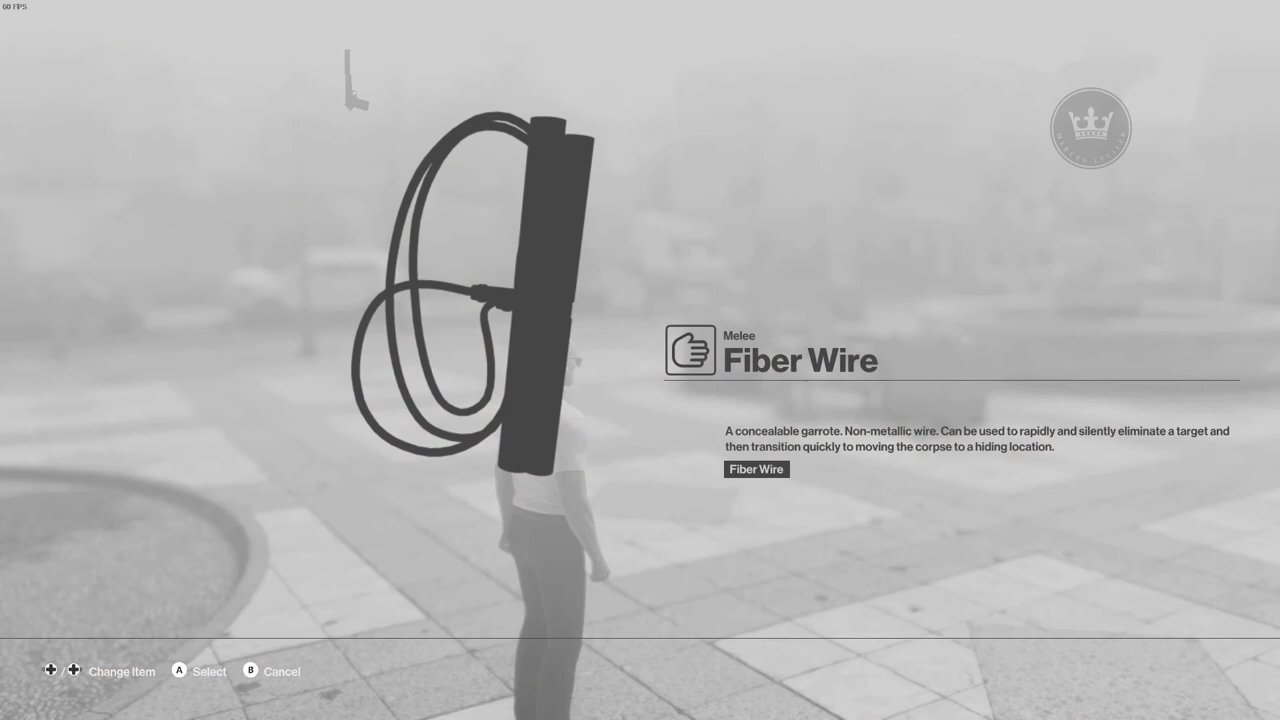 60 FPS
Melee
Fiber Wire
A concealable garrote. Non-metallic wire. Can be used to rapidly and silently eliminate a target and
then transition quickly to moving the corpse to a hiding location.
Fiber Wire
/ Change Item A Select B Cancel